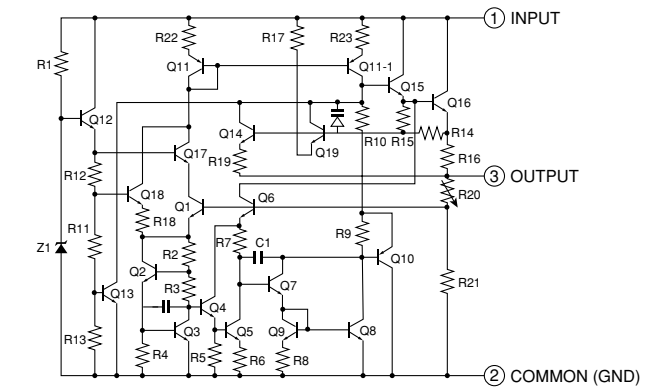 1 INPUT
R22 R17 R23
R1
Q11 Q11-1 Q15
Q16
Q12 Q14 R14
Q19 R10 R15
Q17 R19 R16
R12 3 OUTPUT
Q18 Q6 R20
R18 Q1
R11 R7 C1 R9
R2 Q10
Z1 Q2 Q7 R21
Q13 R3 Q4
R13 Q3 Q5 Q9 Q8
R4 R5 R6 R8
2 COMMON (GND)